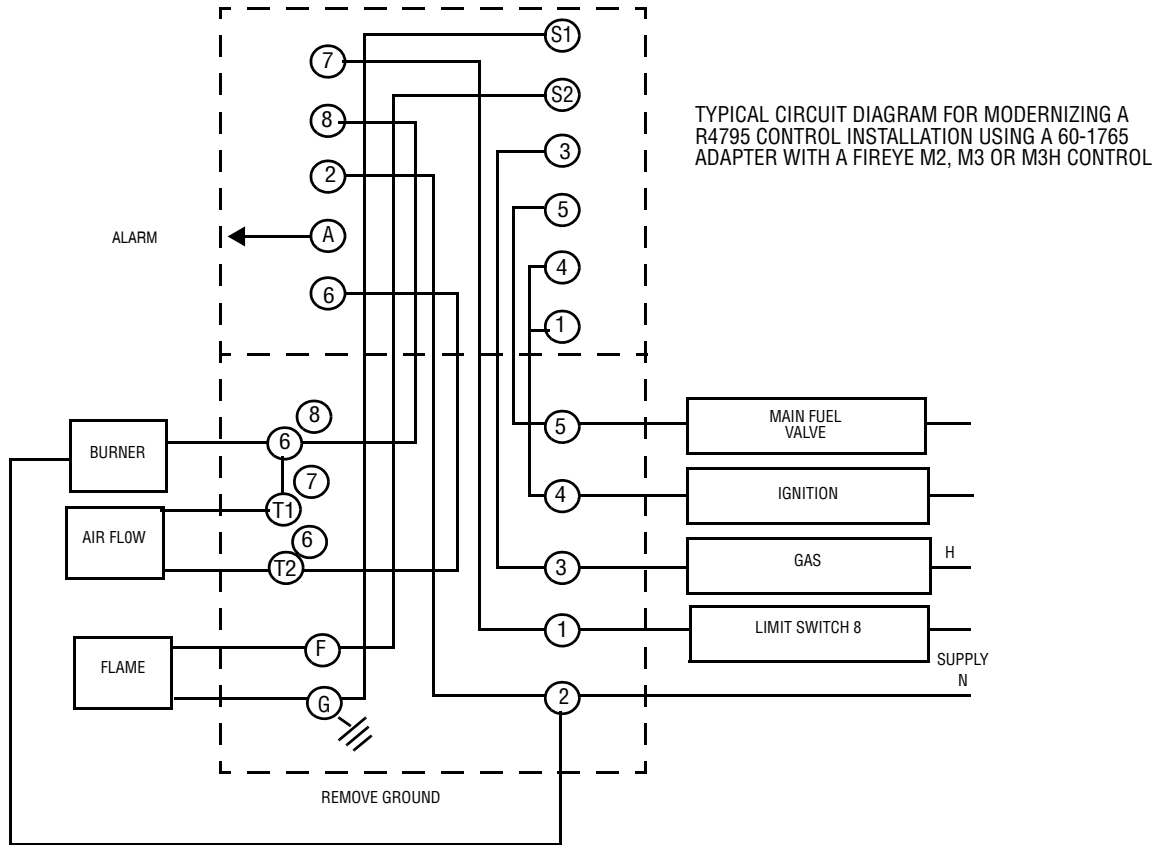 S1
7
S2
TYPICAL CIRCUIT DIAGRAM FOR MODERNIZING A
R4795 CONTROL INSTALLATION USING A 60-1765
ADAPTER WITH A FIREYE M2, M3 OR M3H CONTROL
8
3
2
5
ALARM
A
4
6
1
8
5
MAIN FUEL
VALVE
BURNER
6
7
4
IGNITION
T1
AIR FLOW
6
T2
3
GAS
H
1
LIMIT SWITCH 8
FLAME
F
SUPPLY
N
G
2
REMOVE GROUND